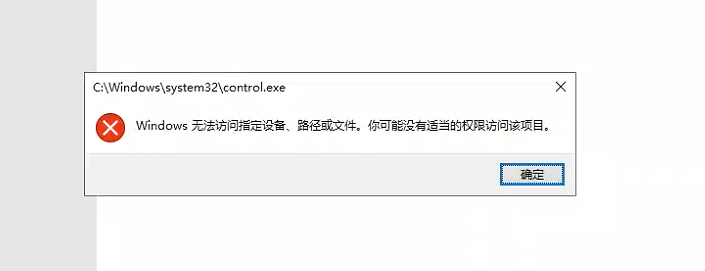 C:\Windows\system32\control.exe
Windows 无法访问指定设备、路径或文件。你可能没有适当的权限访问该项目。
确定